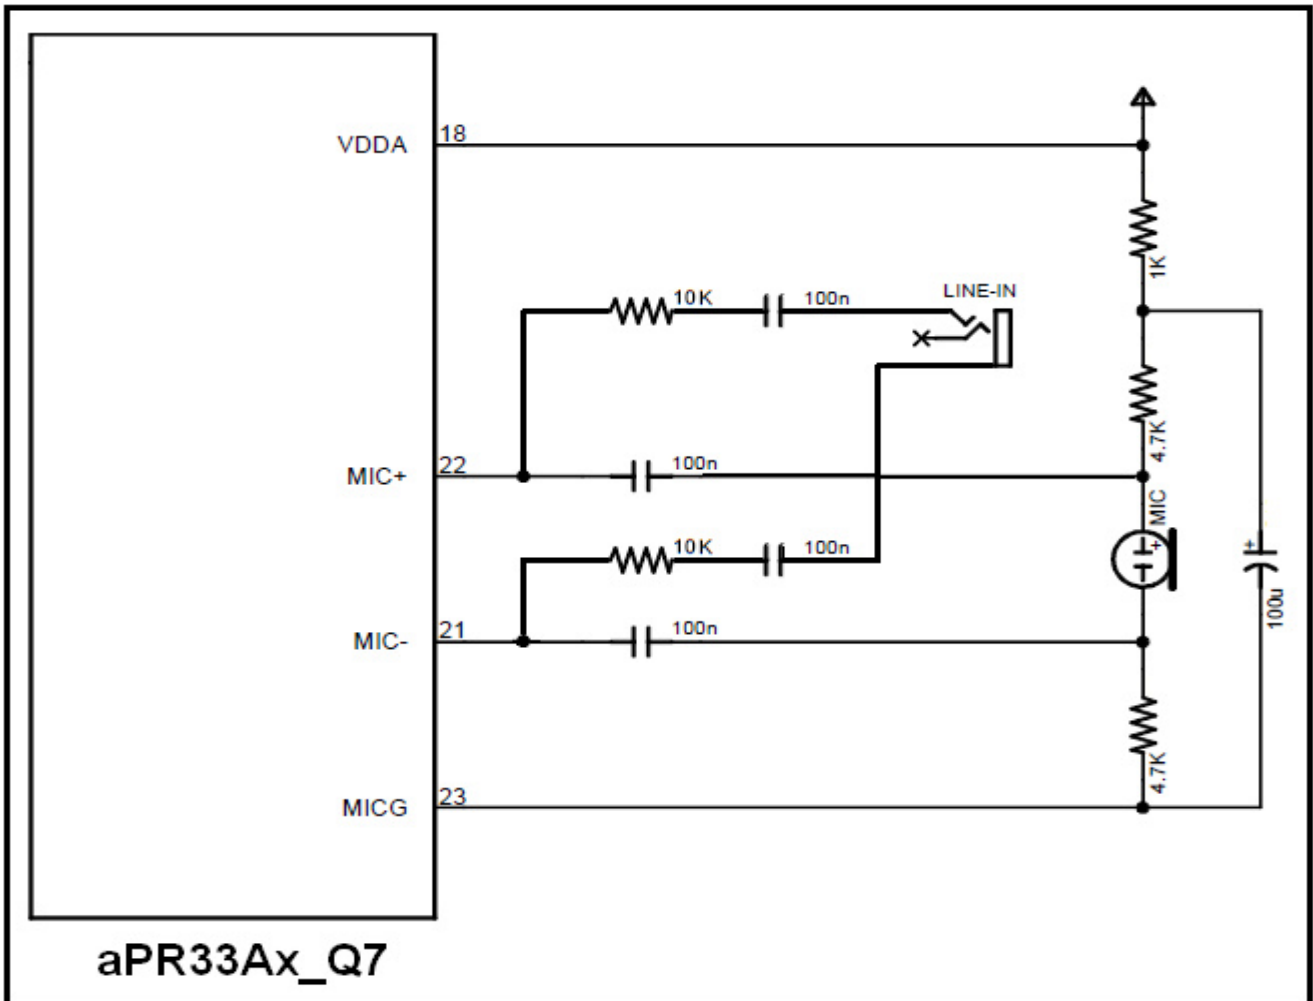 VDDA
18
1K
10K
100n
LINE-IN
4.7K
MIC+
22
100n
MIC
10K
100n
+
+
100u
MIC-
21
100n
4.7K
MICG
23
aPR33Ax_Q7